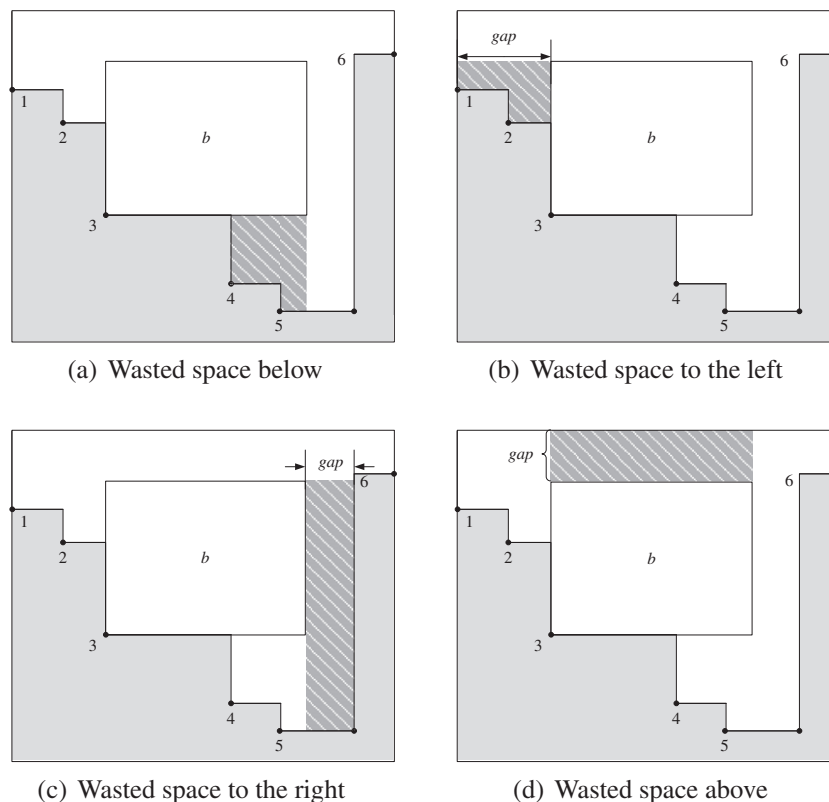 6
1
2
b
3
4
5
(a) Wasted space below
gap
6
1
2
b
3
4
5
(b) Wasted space to the left
gap
6
1
2
b
3
4
5
(c) Wasted space to the right
gap
6
1
2
b
3
4
5
(d) Wasted space above